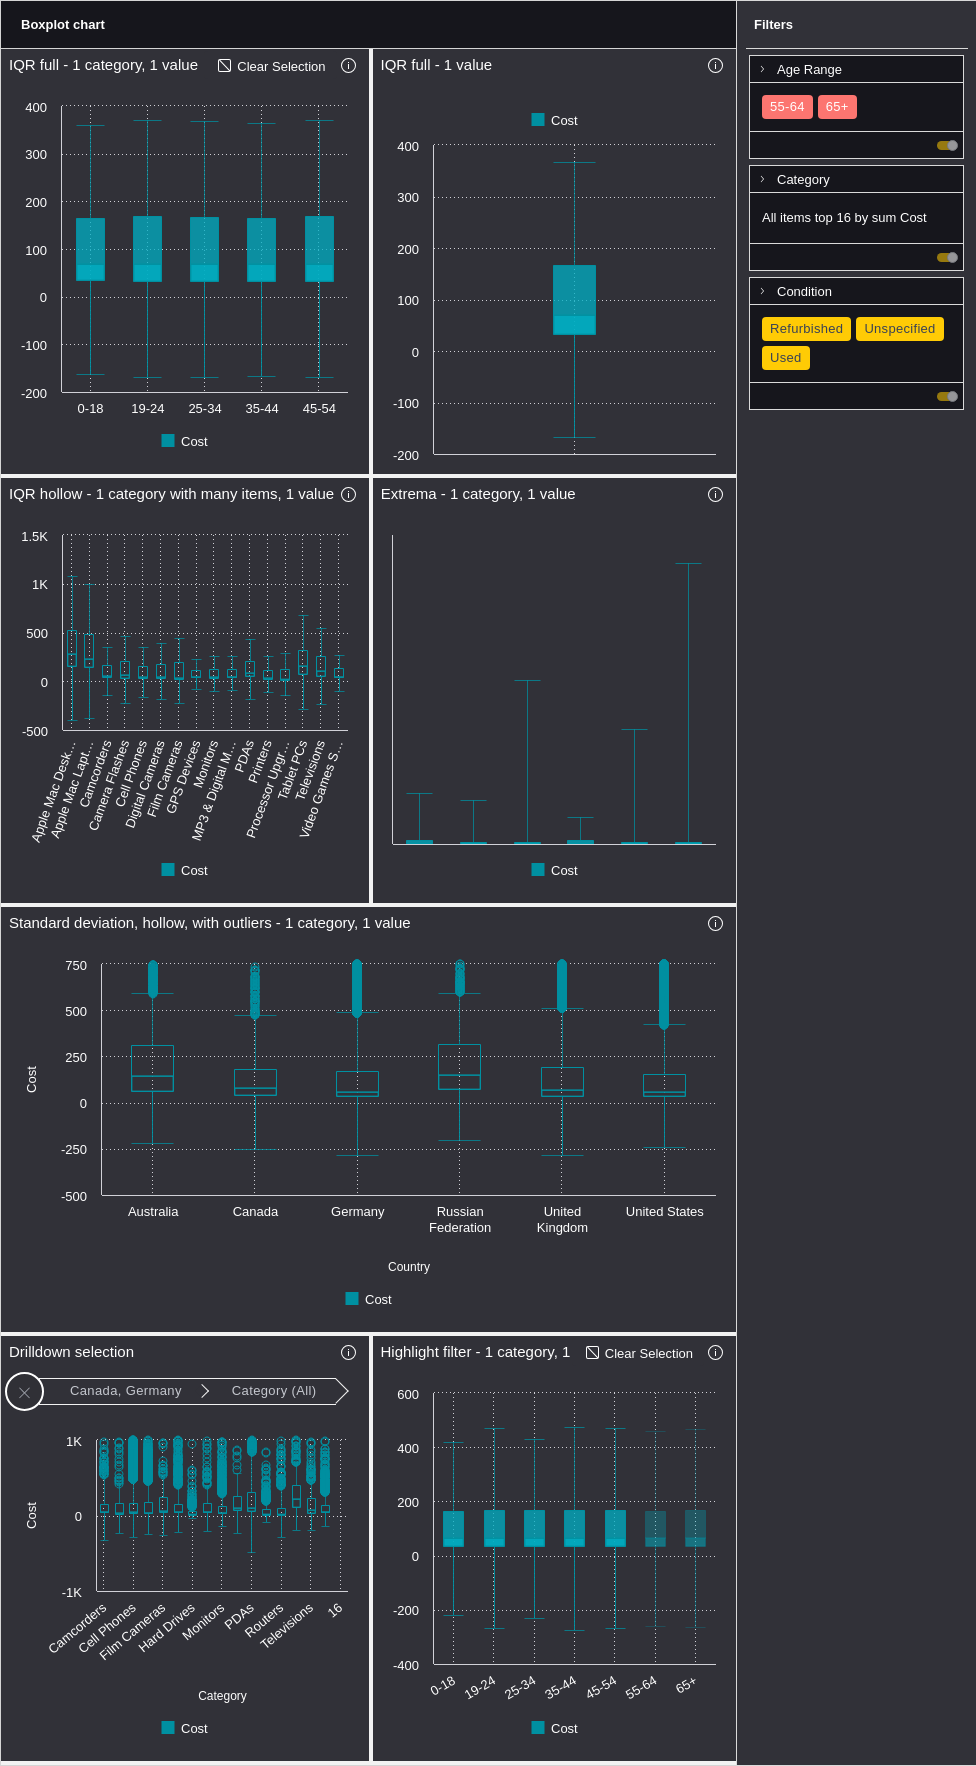 Boxplot chart
Filters
IQR full - 1 category, 1 value
Clear Selection
400
300
200
100
0
-100
-200
0-18 19-24 25-34 35-44 45-54
Cost
IQR full - 1 value
Cost
400
300
200
100
0
-100
-200
Age Range
55-64 65+
Category
All items top 16 by sum Cost
Condition
Refurbished Unspecified
Used
IQR hollow - 1 category with many items, 1 value
1.5K
1K
500
0
-500
Apple Mac Desk...
Apple Mac Lapt...
Camcorders
Camera Flashes
Cell Phones
Digital Cameras
Film Cameras
GPS Devices
Monitors
MP3 & Digital M...
PDAs
Printers
Processor Upgr...
Tablet PCs
Televisions
Video Games S...
Cost
Extrema - 1 category, 1 value
Cost
Standard deviation, hollow, with outliers - 1 category, 1 value
Cost
750
500
250
0
-250
-500
Australia Canada Germany Russian Federation United Kingdom United States
Country
Cost
Drilldown selection
Canada, Germany
Category (All)
Cost
1K
0
-1K
Camcorders
Cell Phones
Film Cameras
Hard Drives
Monitors
PDAs
Routers
Televisions
16
Category
Cost
Highlight filter - 1 category, 1
Clear Selection
600
400
200
0
-200
-400
0-18
19-24
25-34
35-44
45-54
55-64
65+
Cost